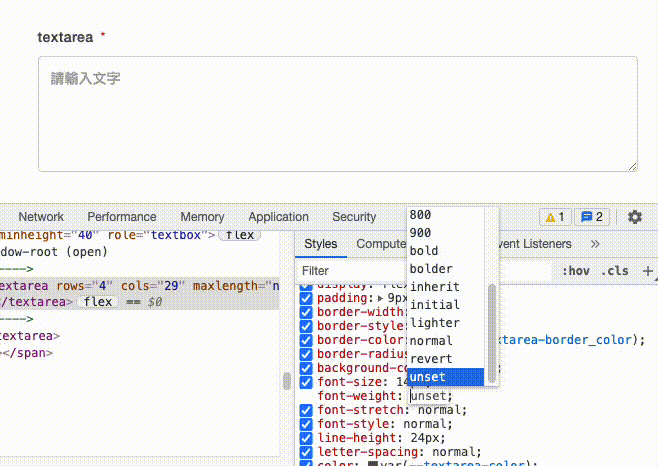 textarea *
請輸入文字
Network Performance Memory Application Security 1 2
minheight="40" role="textbox"> flex
dow-root (open)
---->
extarea rows="4" cols="29" maxlength="n
</textarea> flex == $0
---->
textarea>
></span>
Styles Compute vent Listeners »
Filter :hov .cls +
800
900
bold
bolder
inherit
initial
lighter
normal
revert
unset
display: flex
padding: 9px
border-width:
border-style:
border-color: xtarea-border_color);
border-radius
background-co ;
font-size: 14
font-weight: unset;
font-stretch: normal;
font-style: normal;
line-height: 24px;
letter-spacing: normal;
color: var(--textarea-color);